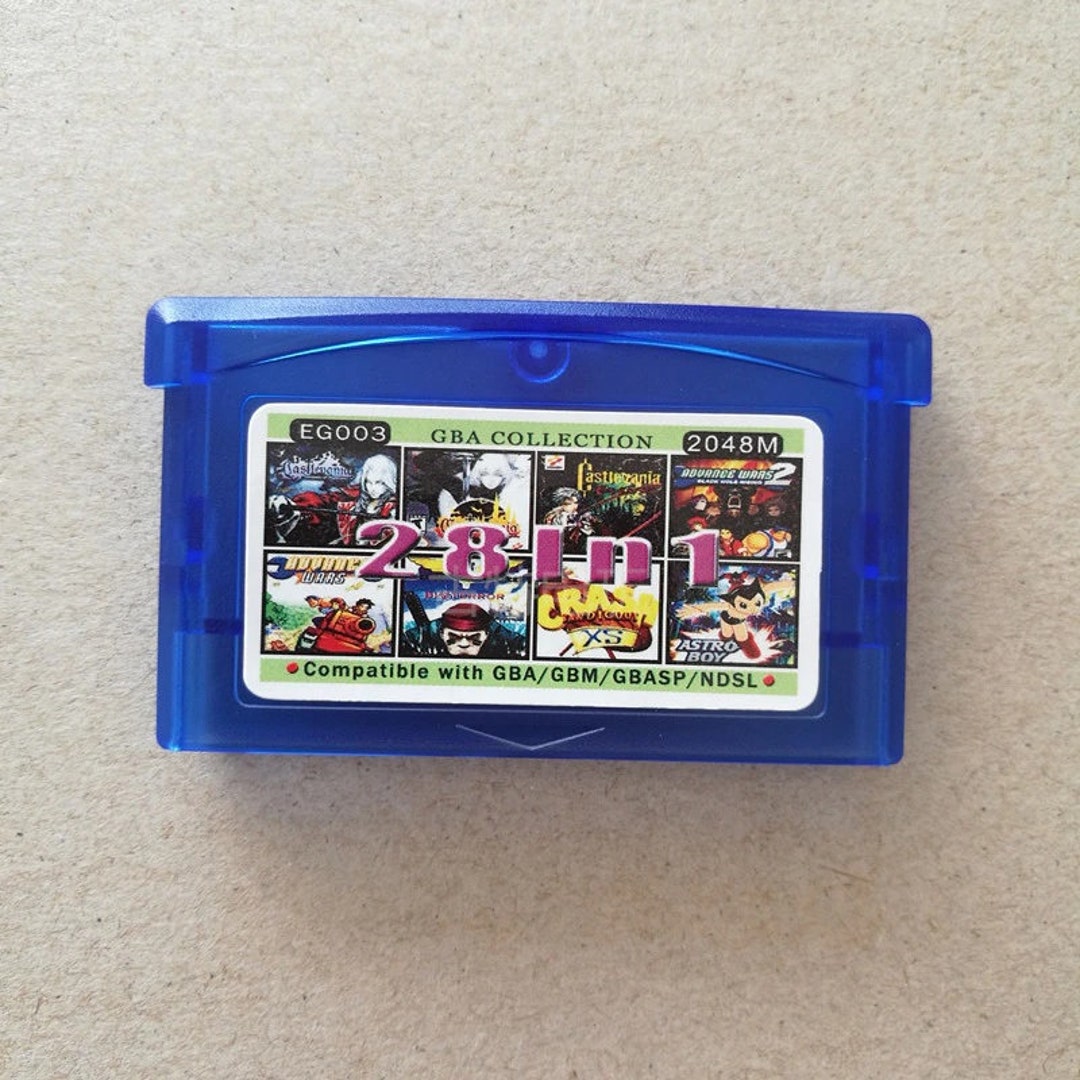 EG003 GBA COLLECTION 2048M
Castlevania
Castlevania
ADVANCE WARS 2
BLACK HOLE RISING
28 In 1
ADVANCE
WARS
CRASH
BANDICOOT
XS
ASTRO
BOY
•Compatible with GBA/GBM/GBASP/NDSL•